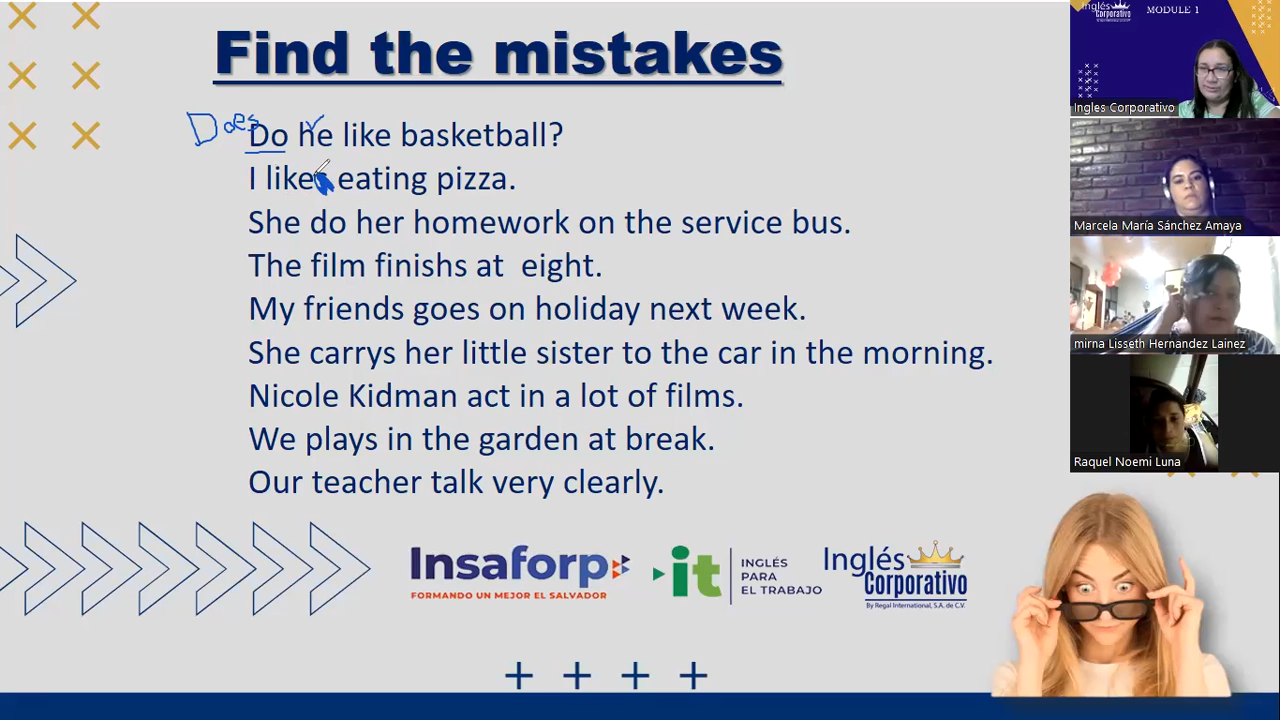 Find the mistakes
Does
Do he like basketball?
I likes eating pizza.
She do her homework on the service bus.
The film finishs at eight.
My friends goes on holiday next week.
She carrys her little sister to the car in the morning.
Nicole Kidman act in a lot of films.
We plays in the garden at break.
Our teacher talk very clearly.
Insaforp
FORMANDO UN MEJOR EL SALVADOR
it
INGLÉS
PARA
EL TRABAJO
Inglés
Corporativo
By Regal International, S.A. de C.V.
Inglés
Corporativo
MODULE 1
Ingles Corporativo
Marcela María Sánchez Amaya
mirna Lisseth Hernandez Lainez
Raquel Noemi Luna